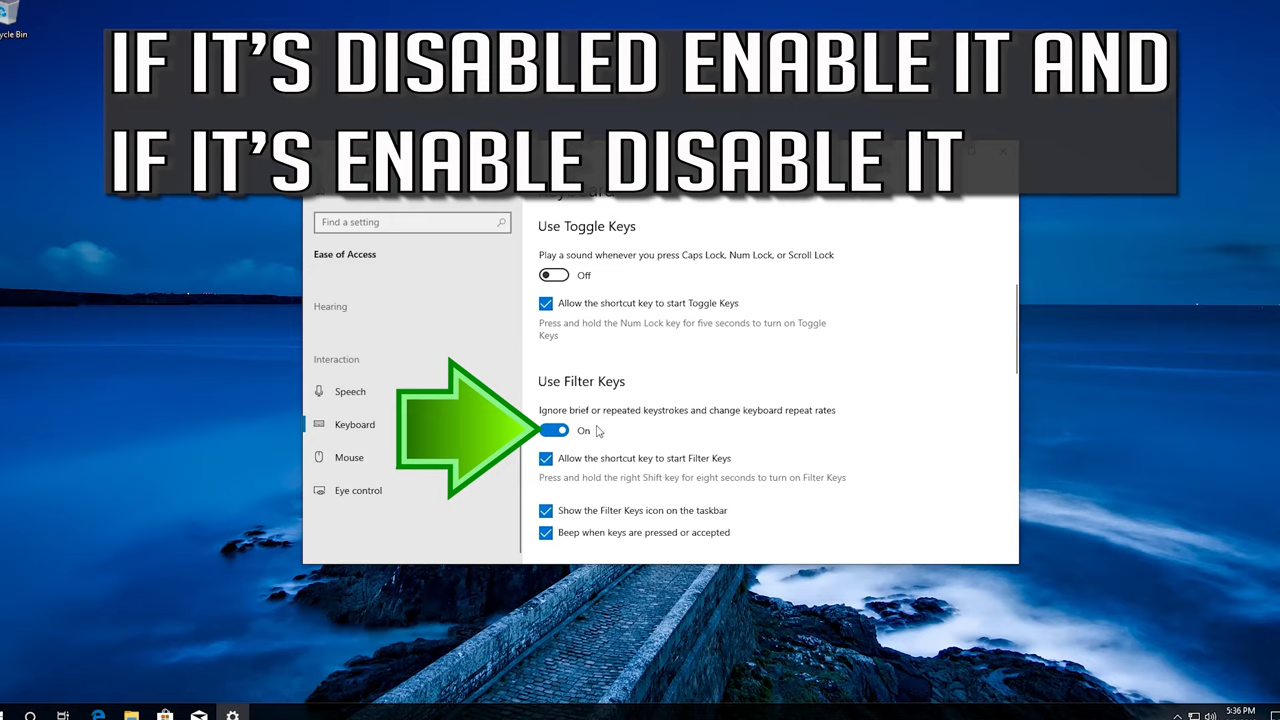 IF IT'S DISABLED ENABLE IT AND
IF IT'S ENABLE DISABLE IT
Find a setting
Ease of Access
Hearing
Interaction
Speech
Keyboard
Mouse
Eye control
Use Toggle Keys
Play a sound whenever you press Caps Lock, Num Lock, or Scroll Lock
Off
Allow the shortcut key to start Toggle Keys
Press and hold the Num Lock key for five seconds to turn on Toggle
Keys
Use Filter Keys
Ignore brief or repeated keystrokes and change keyboard repeat rates
On
Allow the shortcut key to start Filter Keys
Press and hold the right Shift key for eight seconds to turn on Filter Keys
Show the Filter Keys icon on the taskbar
Beep when keys are pressed or accepted
cycle Bin
5:36 PM